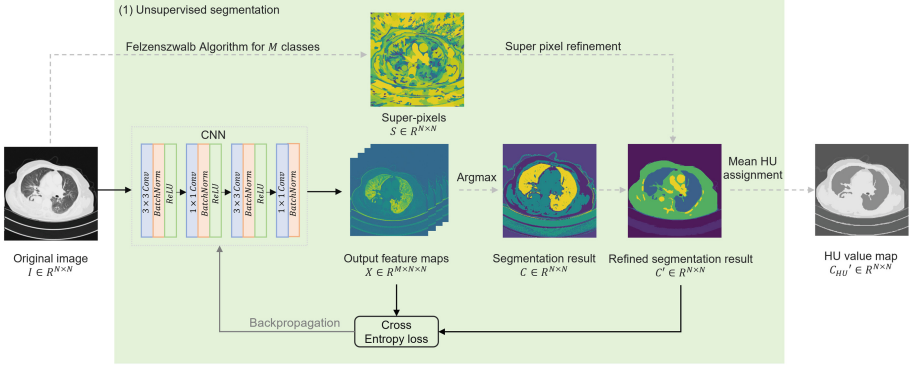 (1) Unsupervised segmentation
Felzenszwalb Algorithm for M classes
Super pixel refinement
Super-pixels
S ∈ R^{N×N}
CNN
3 × 3 Conv
BatchNorm
ReLU
1 × 1 Conv
BatchNorm
ReLU
3 × 3 Conv
BatchNorm
ReLU
1 × 1 Conv
BatchNorm
Argmax
Mean HU
assignment
Original image
I ∈ R^{N×N}
Output feature maps
X ∈ R^{M×N×N}
Segmentation result
C ∈ R^{N×N}
Refined segmentation result
C′ ∈ R^{N×N}
HU value map
C_{HU}′ ∈ R^{N×N}
Backpropagation
Cross
Entropy loss